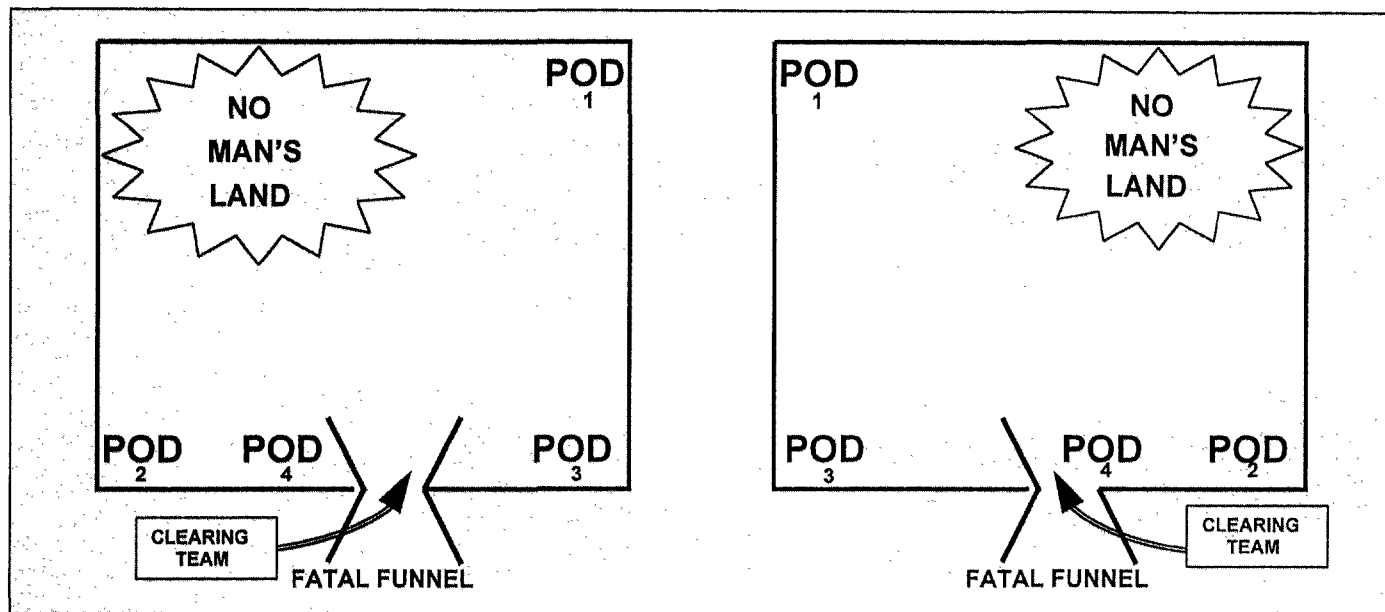 NO
MAN'S
LAND
POD
1
POD
2
POD
4
POD
3
CLEARING
TEAM
FATAL FUNNEL
POD
1
NO
MAN'S
LAND
POD
3
POD
4
POD
2
CLEARING
TEAM
FATAL FUNNEL